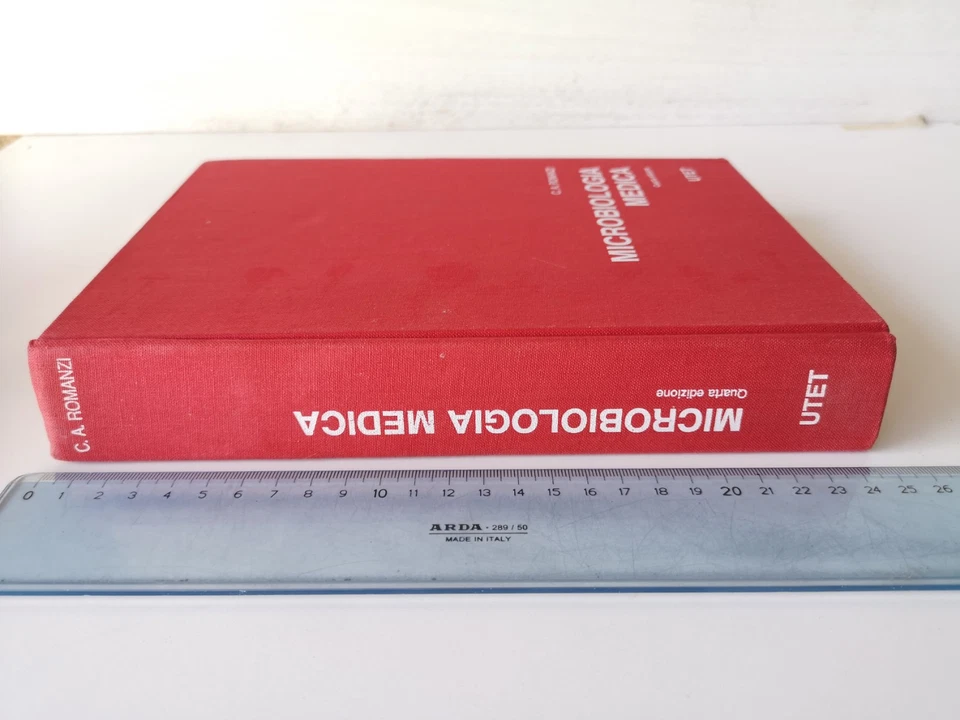 C. A. ROMANZI
MICROBIOLOGIA
MEDICA
UTET
C. A. ROMANZI
MICROBIOLOGIA MEDICA
Quarta edizione
UTET
0 1 2 3 4 5 6 7 8 9 10 11 12 13 14 15 16 17 18 19 20 21 22 23 24 25 26
ARDA · 289 / 50
MADE IN ITALY